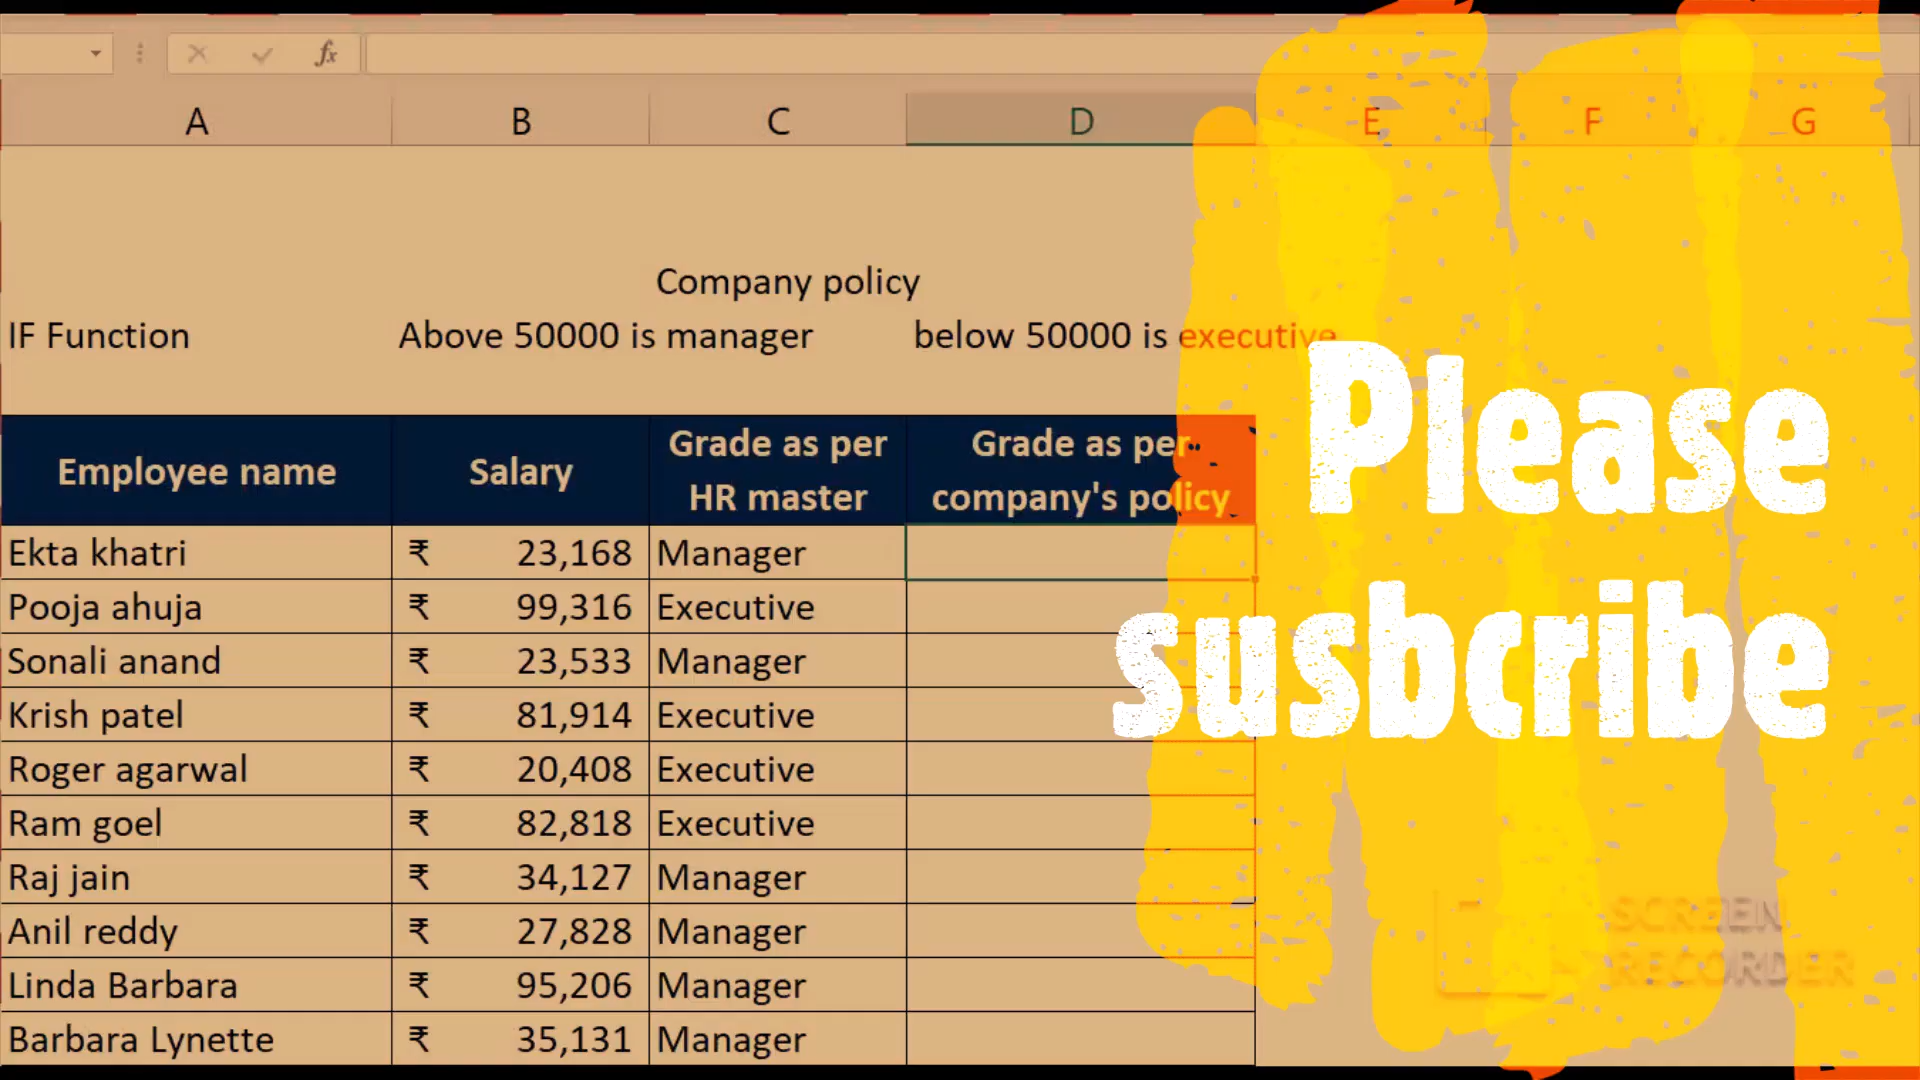 fx
A B C D E F G
Company policy
IF Function Above 50000 is manager below 50000 is executive
Employee name Salary Grade as per HR master Grade as per company's policy
Ekta khatri ₹ 23,168 Manager
Pooja ahuja ₹ 99,316 Executive
Sonali anand ₹ 23,533 Manager
Krish patel ₹ 81,914 Executive
Roger agarwal ₹ 20,408 Executive
Ram goel ₹ 82,818 Executive
Raj jain ₹ 34,127 Manager
Anil reddy ₹ 27,828 Manager
Linda Barbara ₹ 95,206 Manager
Barbara Lynette ₹ 35,131 Manager
Please
susbcribe
SCREEN
RECORDER